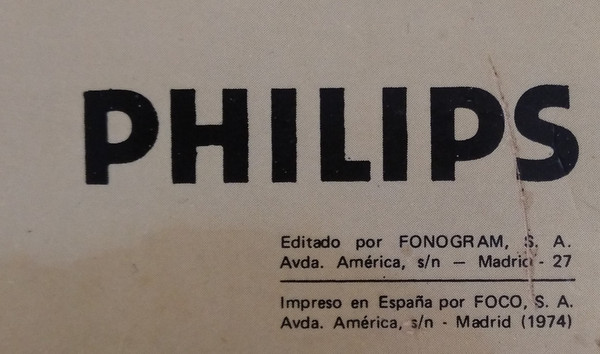 PHILIPS
Editado por FONOGRAM, S. A.
Avda. América, s/n — Madrid - 27
Impreso en España por FOCO, S. A.
Avda. América, s/n - Madrid (1974)